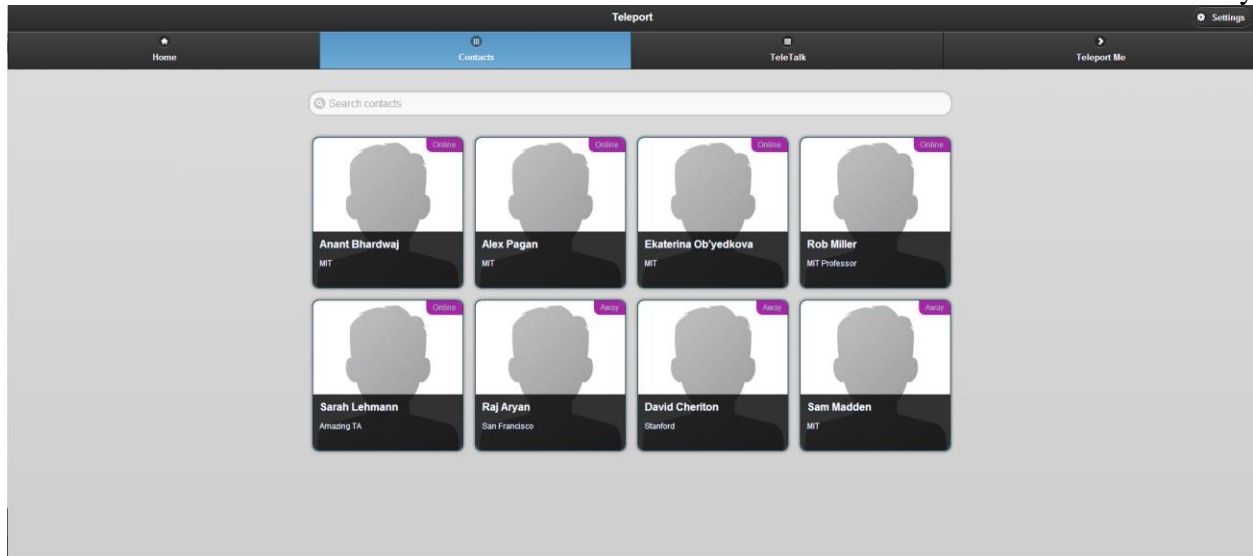 Teleport
Settings
Home
Contacts
TeleTalk
Teleport Me
Search contacts
Online
Anant Bhardwaj
MIT
Online
Alex Pagan
MIT
Online
Ekaterina Ob'yedkova
MIT
Online
Rob Miller
MIT Professor
Online
Sarah Lehmann
Amazing TA
Away
Raj Aryan
San Francisco
Away
David Cheriton
Stanford
Away
Sam Madden
MIT